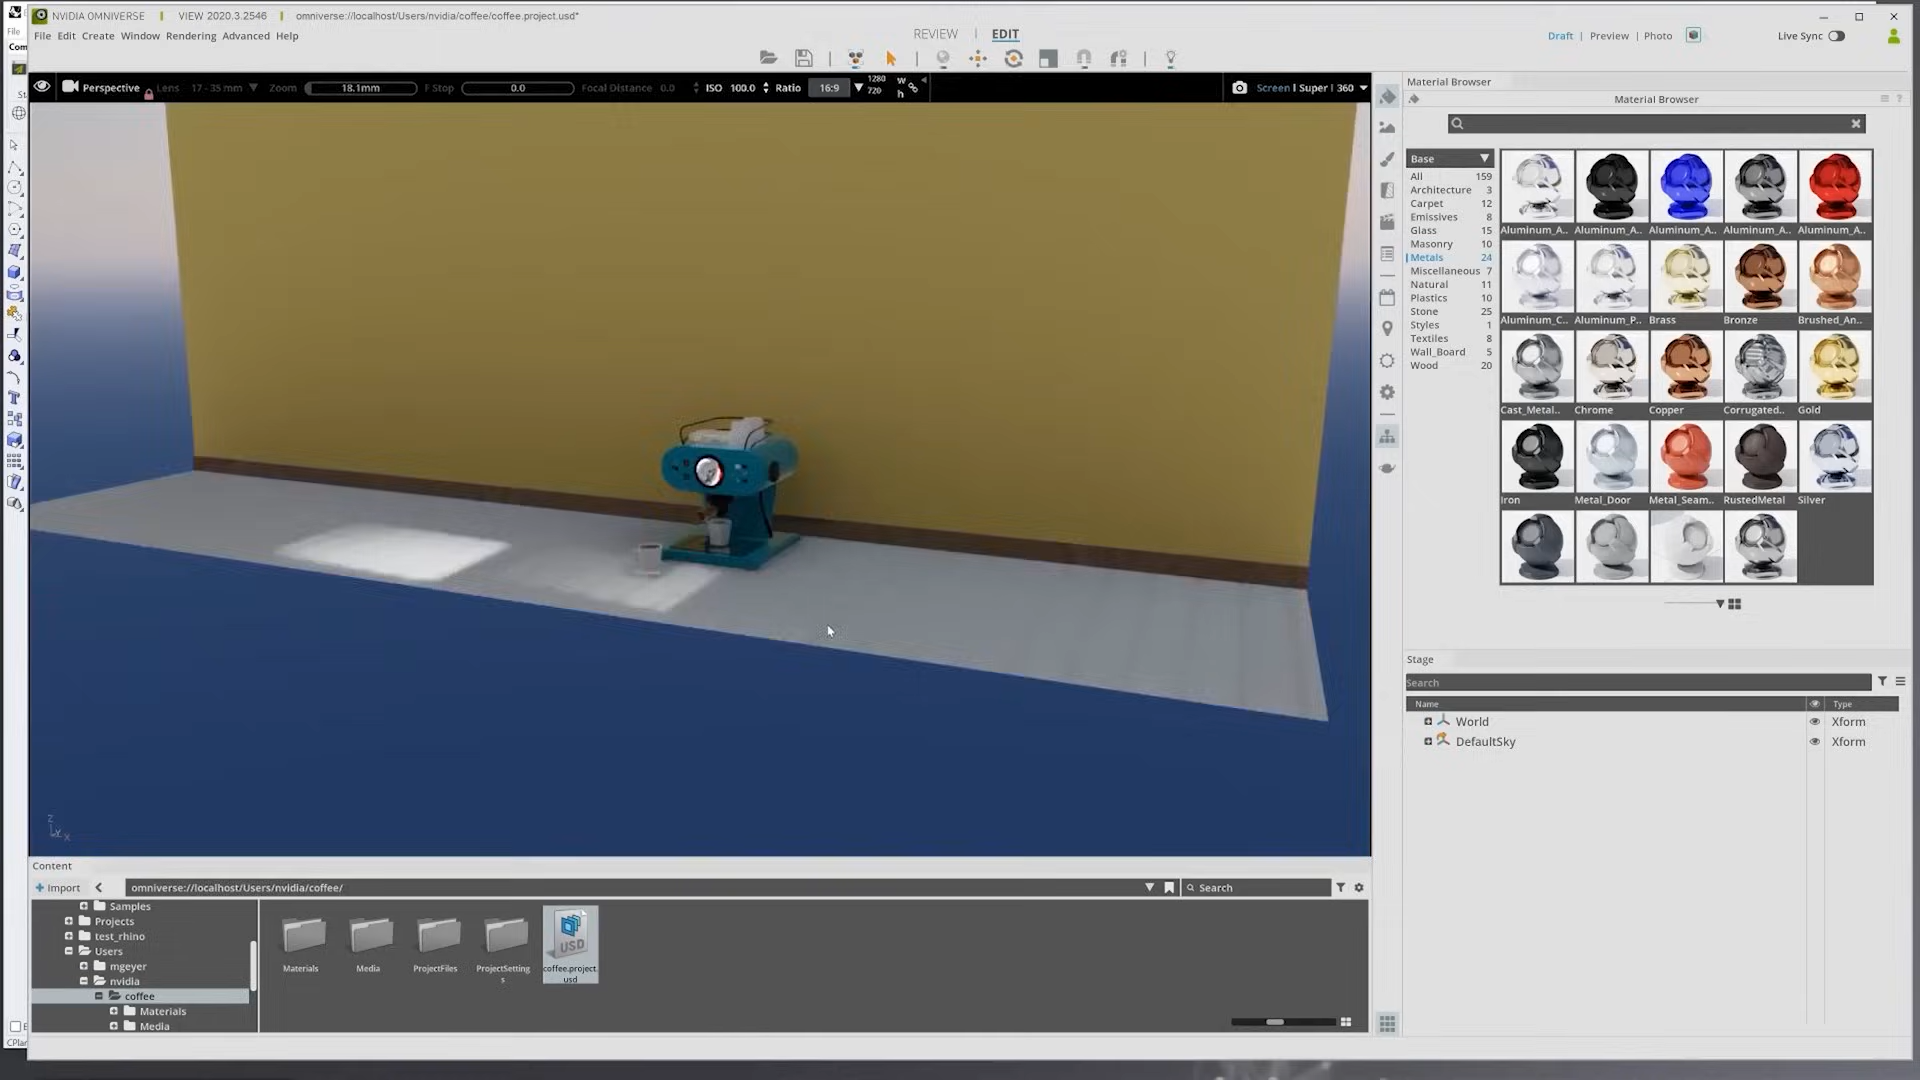 NVIDIA OMNIVERSE | VIEW 2020.3.2546 | omniverse://localhost/Users/nvidia/coffee/coffee.project.usd*
File Edit Create Window Rendering Advanced Help
REVIEW | EDIT
Draft | Preview | Photo
Live Sync
File
Com
Perspective Lens 17 - 35 mm Zoom 18.1mm F Stop 0.0 Focal Distance 0.0 ISO 100.0 Ratio 16:9 1280 720 w h
Screen | Super | 360
Material Browser
Material Browser
Base
All 159
Architecture 3
Carpet 12
Emissives 8
Glass 15
Masonry 10
Metals 24
Miscellaneous 7
Natural 11
Plastics 10
Stone 25
Styles 1
Textiles 8
Wall_Board 5
Wood 20
Aluminum_A.. Aluminum_A.. Aluminum_A.. Aluminum_A.. Aluminum_A..
Aluminum_C.. Aluminum_P.. Brass Bronze Brushed_An..
Cast_Metal.. Chrome Copper Corrugated.. Gold
Iron Metal_Door Metal_Seam.. RustedMetal Silver
Stage
Search
Name Type
World Xform
DefaultSky Xform
Z
Y X
Content
+ Import omniverse://localhost/Users/nvidia/coffee/ Search
Samples
Projects
test_rhino
Users
mgeyer
nvidia
coffee
Materials
Media
Materials
Media
ProjectFiles
ProjectSetting
s
USD
coffee.project.
usd
CPlan